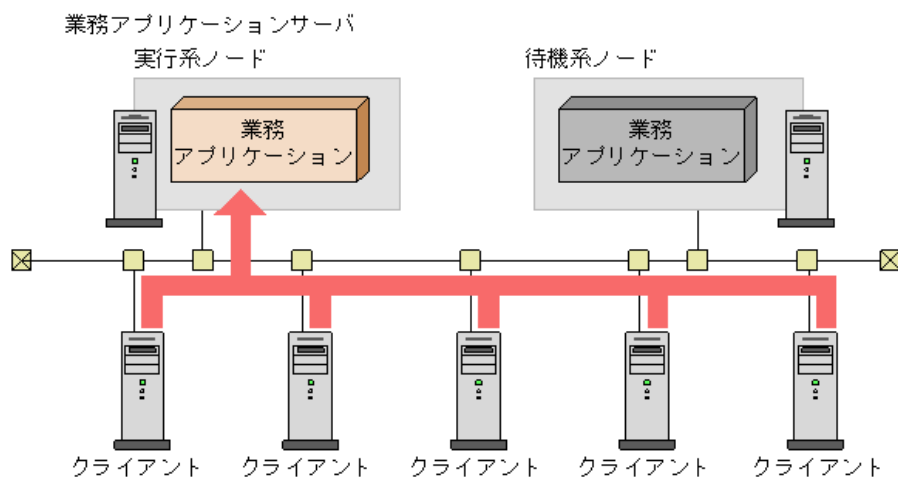 業務アプリケーションサーバ
実行系ノード
待機系ノード
業務
アプリケーション
業務
アプリケーション
クライアント
クライアント
クライアント
クライアント
クライアント